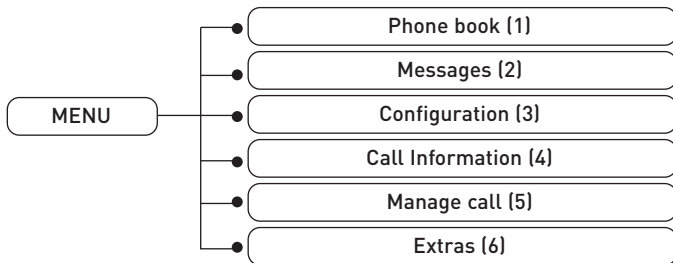 Phone book (1)
Messages (2)
MENU
Configuration (3)
Call Information (4)
Manage call (5)
Extras (6)